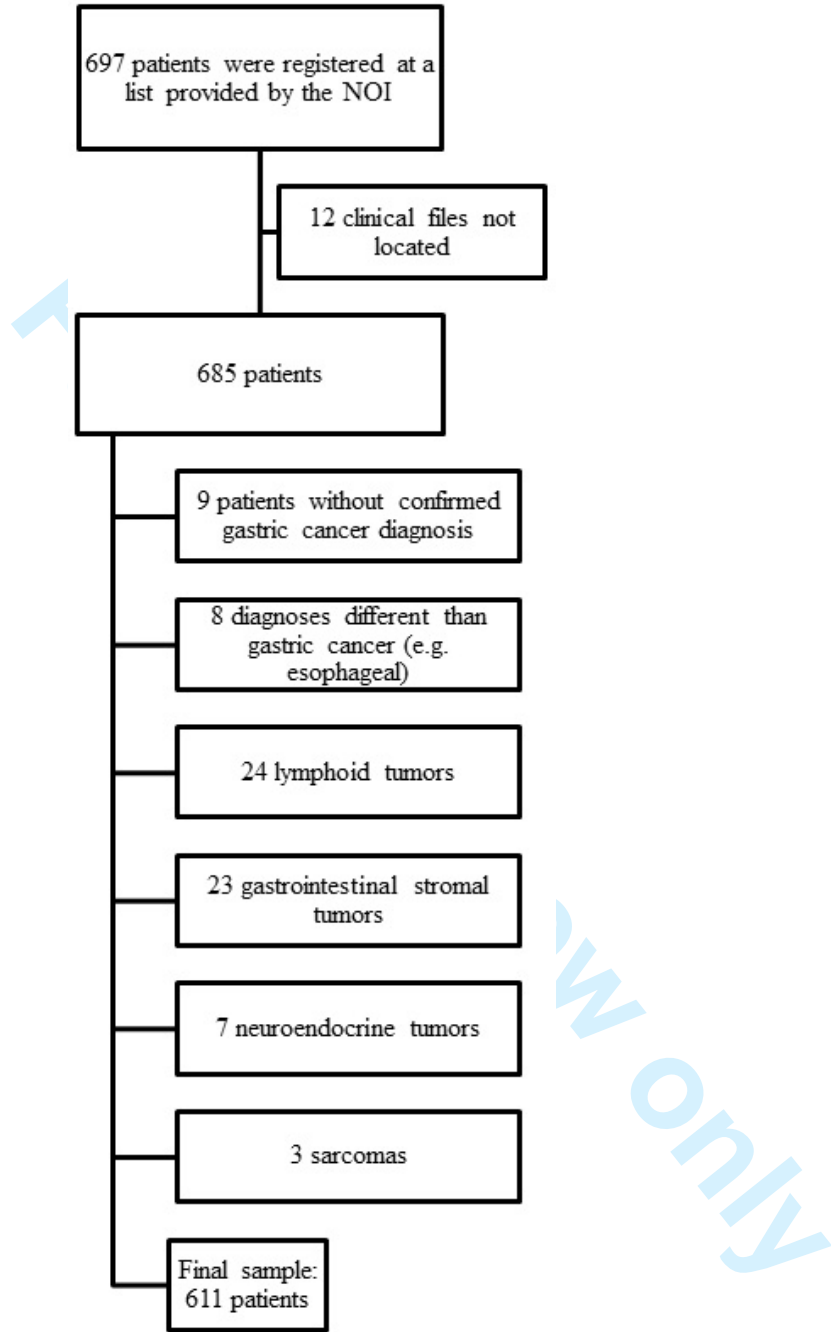 697 patients were registered at a
list provided by the NOI
12 clinical files not
located
685 patients
9 patients without confirmed
gastric cancer diagnosis
8 diagnoses different than
gastric cancer (e.g.
esophageal)
24 lymphoid tumors
23 gastrointestinal stromal
tumors
7 neuroendocrine tumors
3 sarcomas
Final sample:
611 patients
only